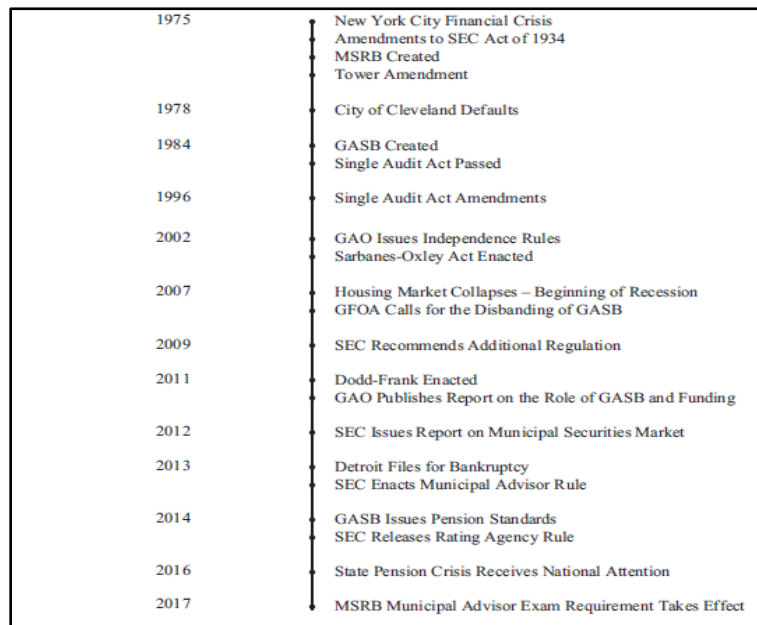 1975 New York City Financial Crisis
Amendments to SEC Act of 1934
MSRB Created
Tower Amendment
1978 City of Cleveland Defaults
1984 GASB Created
Single Audit Act Passed
1996 Single Audit Act Amendments
2002 GAO Issues Independence Rules
Sarbanes-Oxley Act Enacted
2007 Housing Market Collapses – Beginning of Recession
GFOA Calls for the Disbanding of GASB
2009 SEC Recommends Additional Regulation
2011 Dodd-Frank Enacted
GAO Publishes Report on the Role of GASB and Funding
2012 SEC Issues Report on Municipal Securities Market
2013 Detroit Files for Bankruptcy
SEC Enacts Municipal Advisor Rule
2014 GASB Issues Pension Standards
SEC Releases Rating Agency Rule
2016 State Pension Crisis Receives National Attention
2017 MSRB Municipal Advisor Exam Requirement Takes Effect